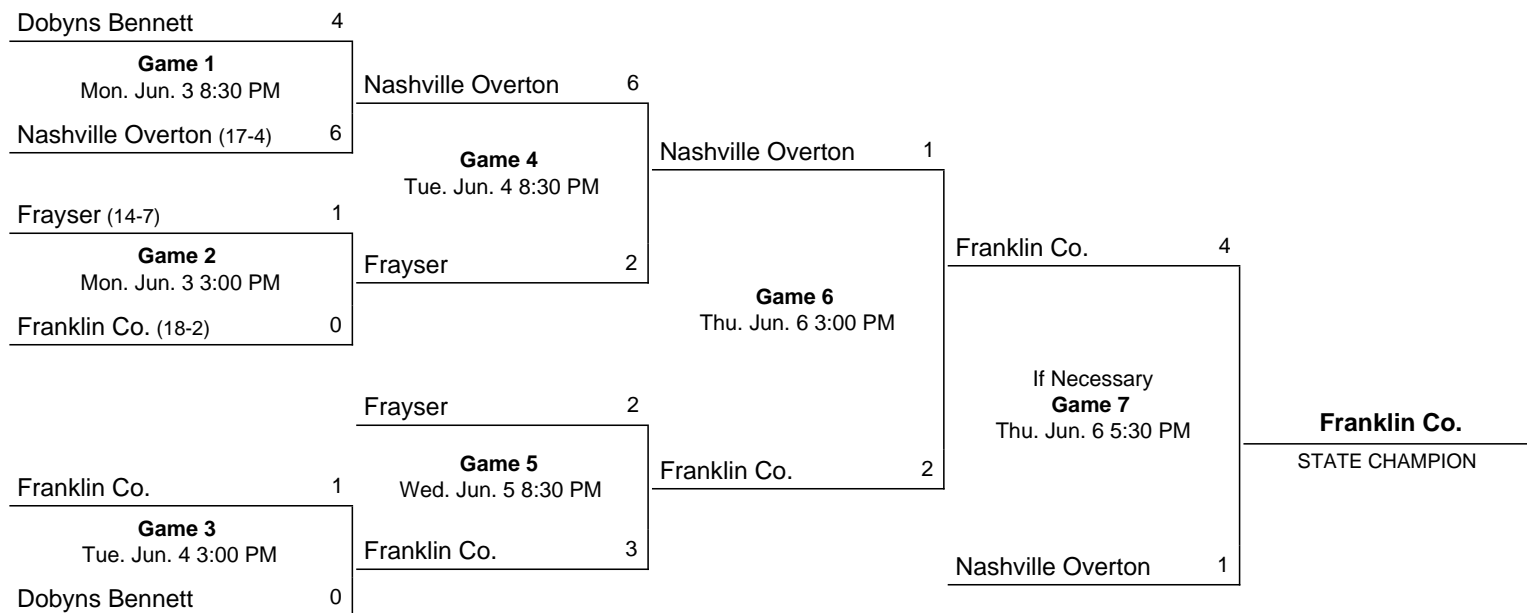 Dobyns Bennett 4
Game 1
Mon. Jun. 3 8:30 PM
Nashville Overton (17-4) 6
Frayser (14-7) 1
Game 2
Mon. Jun. 3 3:00 PM
Franklin Co. (18-2) 0
Franklin Co. 1
Game 3
Tue. Jun. 4 3:00 PM
Dobyns Bennett 0
Nashville Overton 6
Game 4
Tue. Jun. 4 8:30 PM
Frayser 2
Frayser 2
Game 5
Wed. Jun. 5 8:30 PM
Franklin Co. 3
Nashville Overton 1
Game 6
Thu. Jun. 6 3:00 PM
Franklin Co. 2
Franklin Co. 4
If Necessary
Game 7
Thu. Jun. 6 5:30 PM
Nashville Overton 1
Franklin Co.
STATE CHAMPION